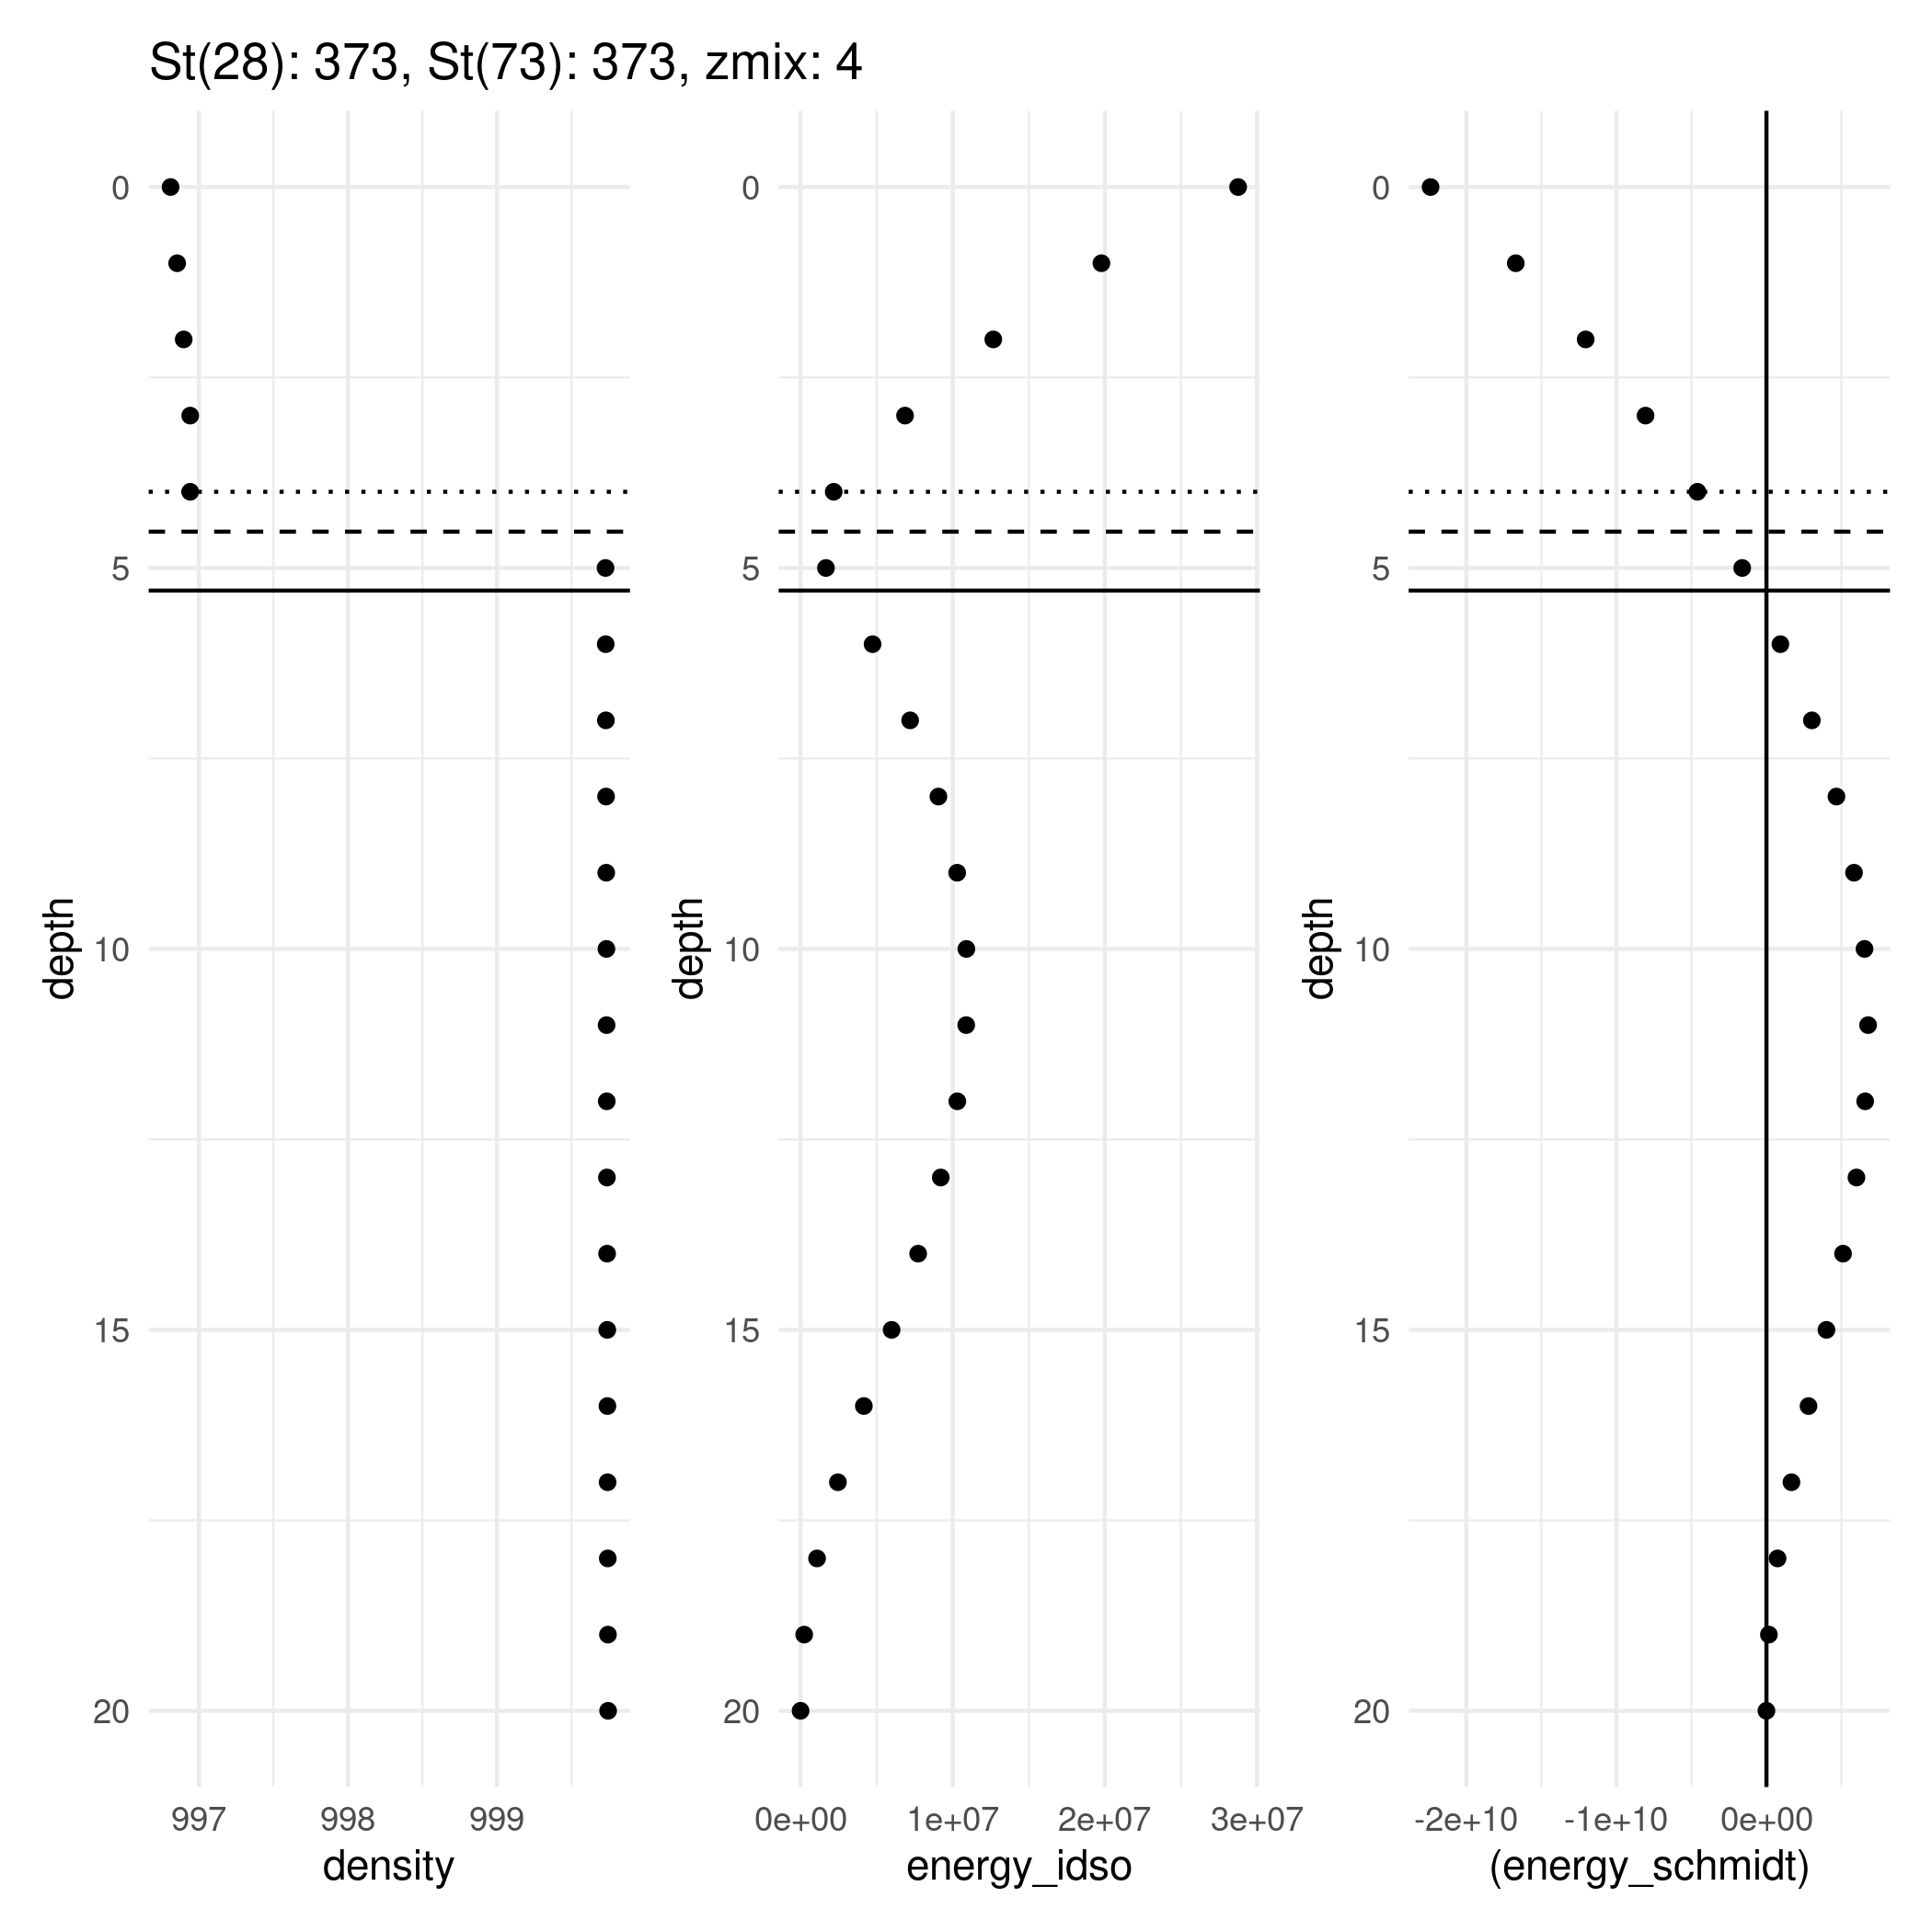 St(28): 373, St(73): 373, zmix: 4
depth
0
5
10
15
20
997 998 999
density
depth
0
5
10
15
20
0e+00 1e+07 2e+07 3e+07
energy_idso
depth
0
5
10
15
20
-2e+10 -1e+10 0e+00
(energy_schmidt)